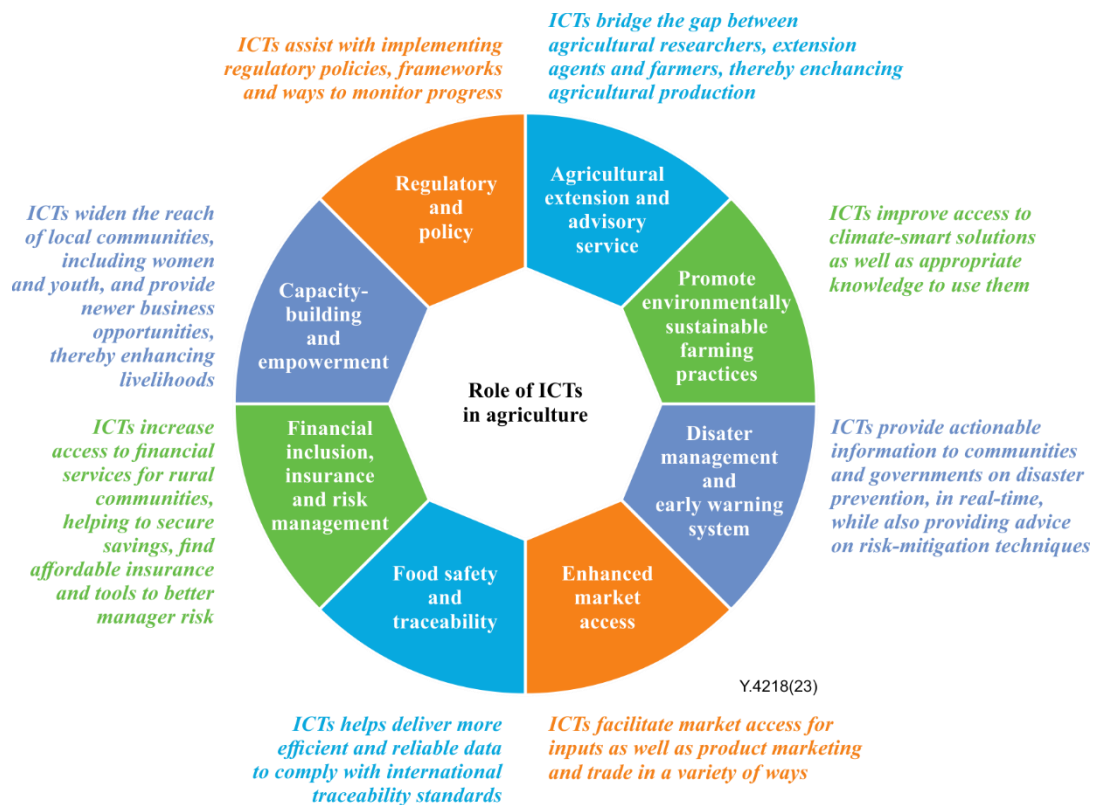 ICTs assist with implementing
regulatory policies, frameworks
and ways to monitor progress
ICTs bridge the gap between
agricultural researchers, extension
agents and farmers, thereby enchancing
agricultural production
Regulatory
and
policy
Agricultural
extension and
advisory
service
ICTs widen the reach
of local communities,
including women
and youth, and provide
newer business
opportunities,
thereby enhancing
livelihoods
Capacity-
building
and
empowerment
Promote
environmentally
sustainable
farming
practices
ICTs improve access to
climate-smart solutions
as well as appropriate
knowledge to use them
Role of ICTs
in agriculture
ICTs increase
access to financial
services for rural
communities,
helping to secure
savings, find
affordable insurance
and tools to better
manager risk
Financial
inclusion,
insurance
and risk
management
Disater
management
and
early warning
system
ICTs provide actionable
information to communities
and governments on disaster
prevention, in real-time,
while also providing advice
on risk-mitigation techniques
Food safety
and
traceability
Enhanced
market
access
Y.4218(23)
ICTs helps deliver more
efficient and reliable data
to comply with international
traceability standards
ICTs facilitate market access for
inputs as well as product marketing
and trade in a variety of ways